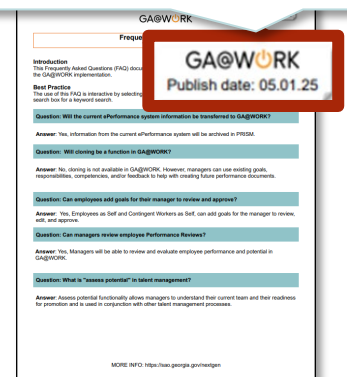 GA@WORK
Freque
GA@WORK
Publish date: 05.01.25
Introduction
This Frequently Asked Questions (FAQ) docu
the GA@WORK implementation.
Best Practice
The use of this FAQ is interactive by selecting
search box for a keyword search.
Question: Will the current ePerformance system information be transferred to GA@WORK?
Answer: Yes, information from the current ePerformance system will be archived in PRISM.
Question: Will cloning be a function in GA@WORK?
Answer: No, cloning is not available in GA@WORK. However, managers can use existing goals,
responsibilities, competencies, and/or feedback to help with creating future performance documents.
Question: Can employees add goals for their manager to review and approve?
Answer: Yes, Employees as Self and Contingent Workers as Self, can add goals for the manager to review,
edit, and approve.
Question: Can managers review employee Performance Reviews?
Answer: Yes, Managers will be able to review and evaluate employee performance and potential in
GA@WORK.
Question: What is "assess potential" in talent management?
Answer: Assess potential functionality allows managers to understand their current team and their readiness
for promotion and is used in conjunction with other talent management processes.
MORE INFO: https://sao.georgia.gov/nextgen